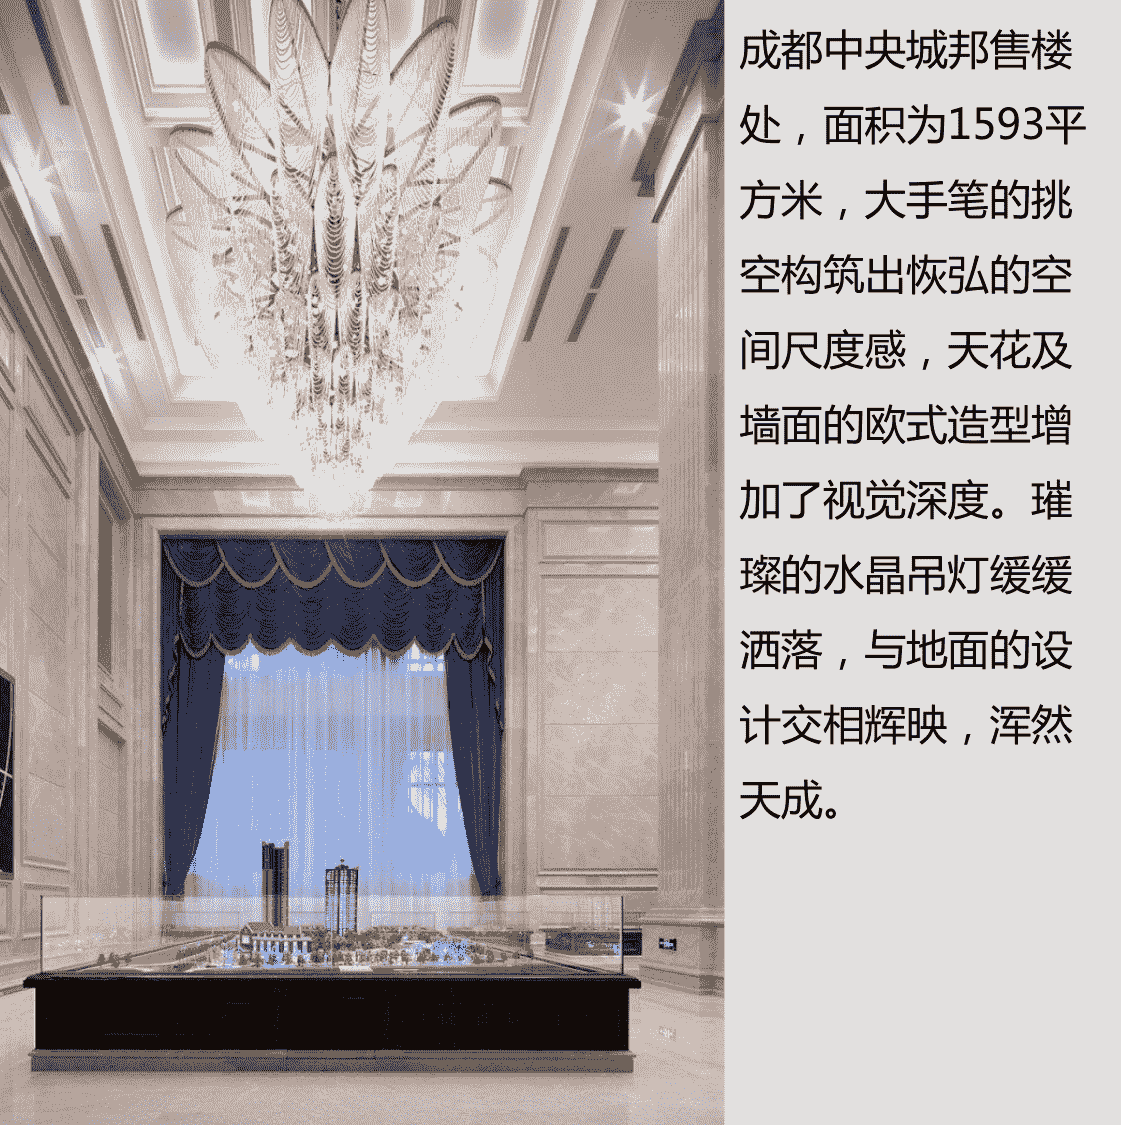 成都中央城邦售楼
处，面积为1593平
方米，大手笔的挑
空构筑出恢弘的空
间尺度感，天花及
墙面的欧式造型增
加了视觉深度。璀
璨的水晶吊灯缓缓
洒落，与地面的设
计交相辉映，浑然
天成。